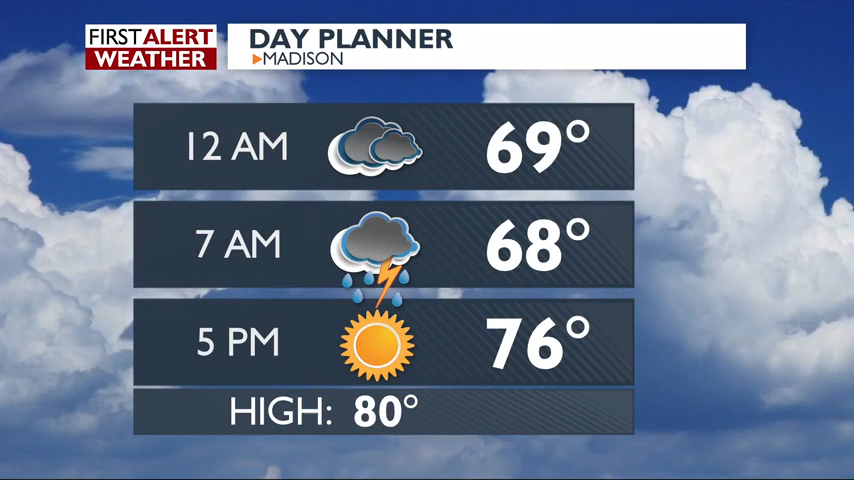 FIRST ALERT
WEATHER
DAY PLANNER
MADISON
12 AM 69°
7 AM 68°
5 PM 76°
HIGH: 80°